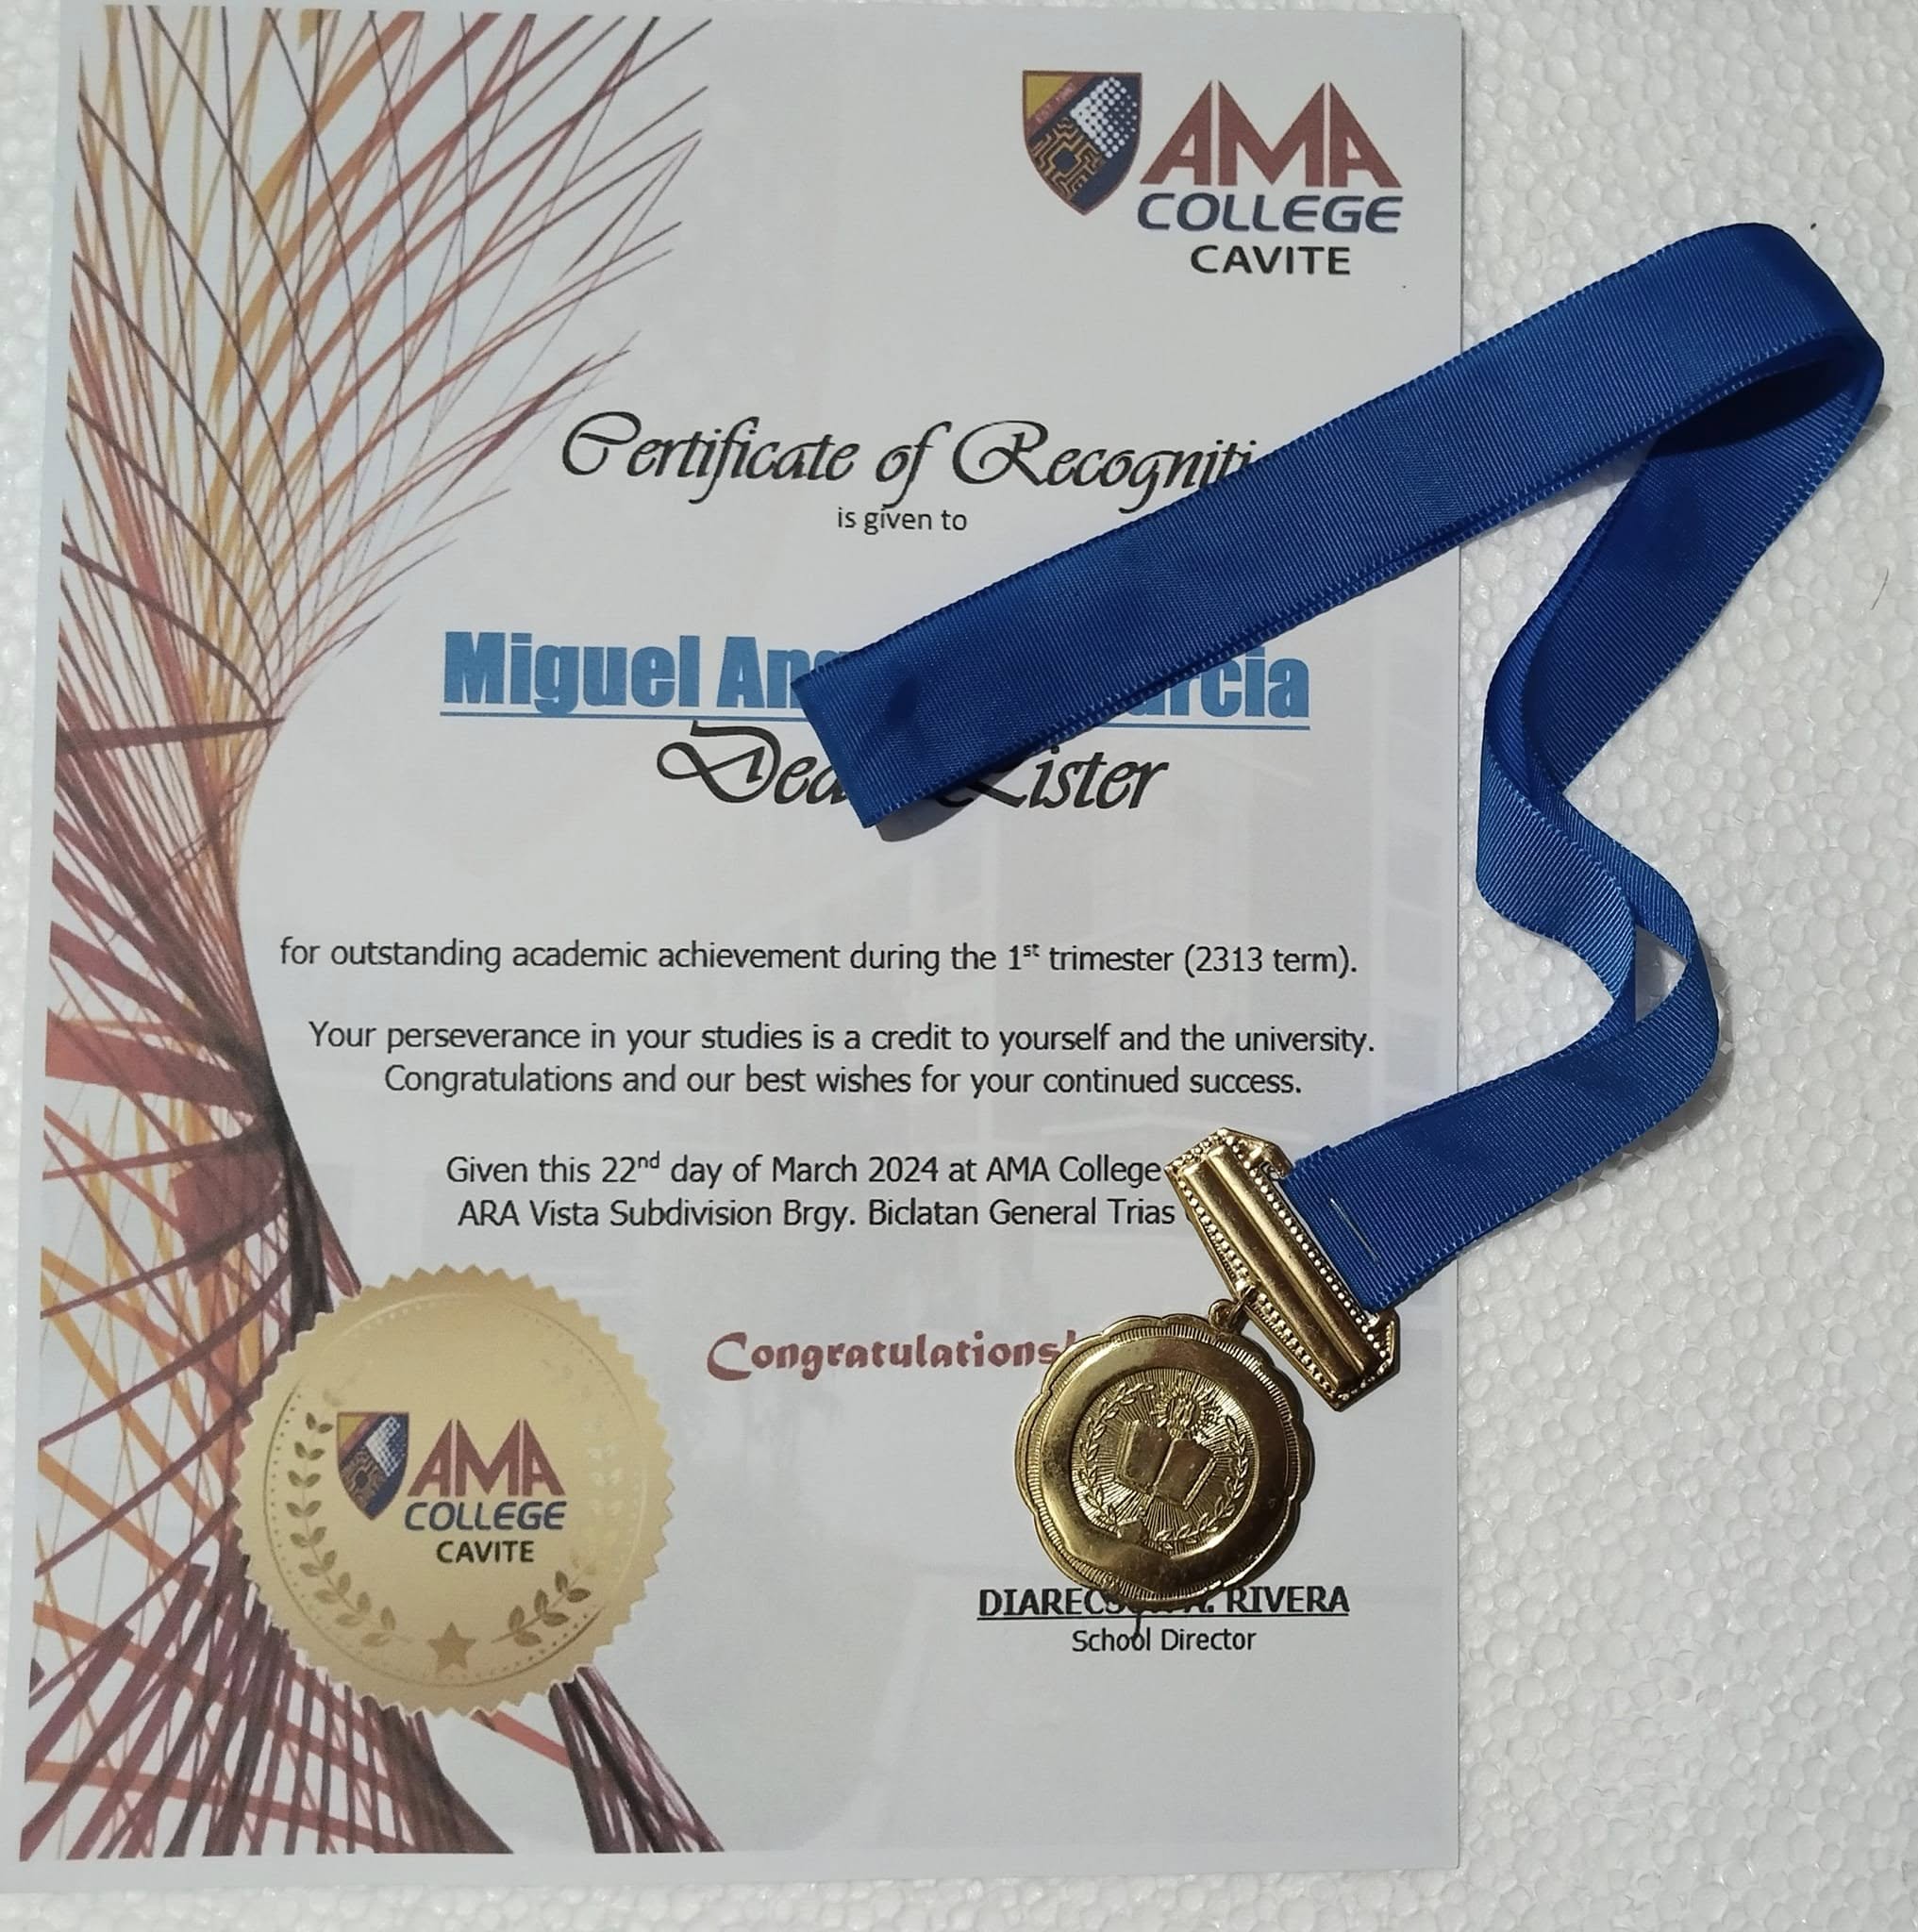 AMA
COLLEGE
CAVITE
Certificate of
is given to
Miguel
Lister
for outstanding academic achievement during the 1st trimester (2313 term).
Your perseverance in your studies is a credit to yourself and the university.
Congratulations and our best wishes for your continued success.
Given this 22nd day of March 2024 at AMA College
ARA Vista Subdivision Brgy. Biclatan General Trias
Congratulations!
AMA
COLLEGE
CAVITE
RIVERA
School Director